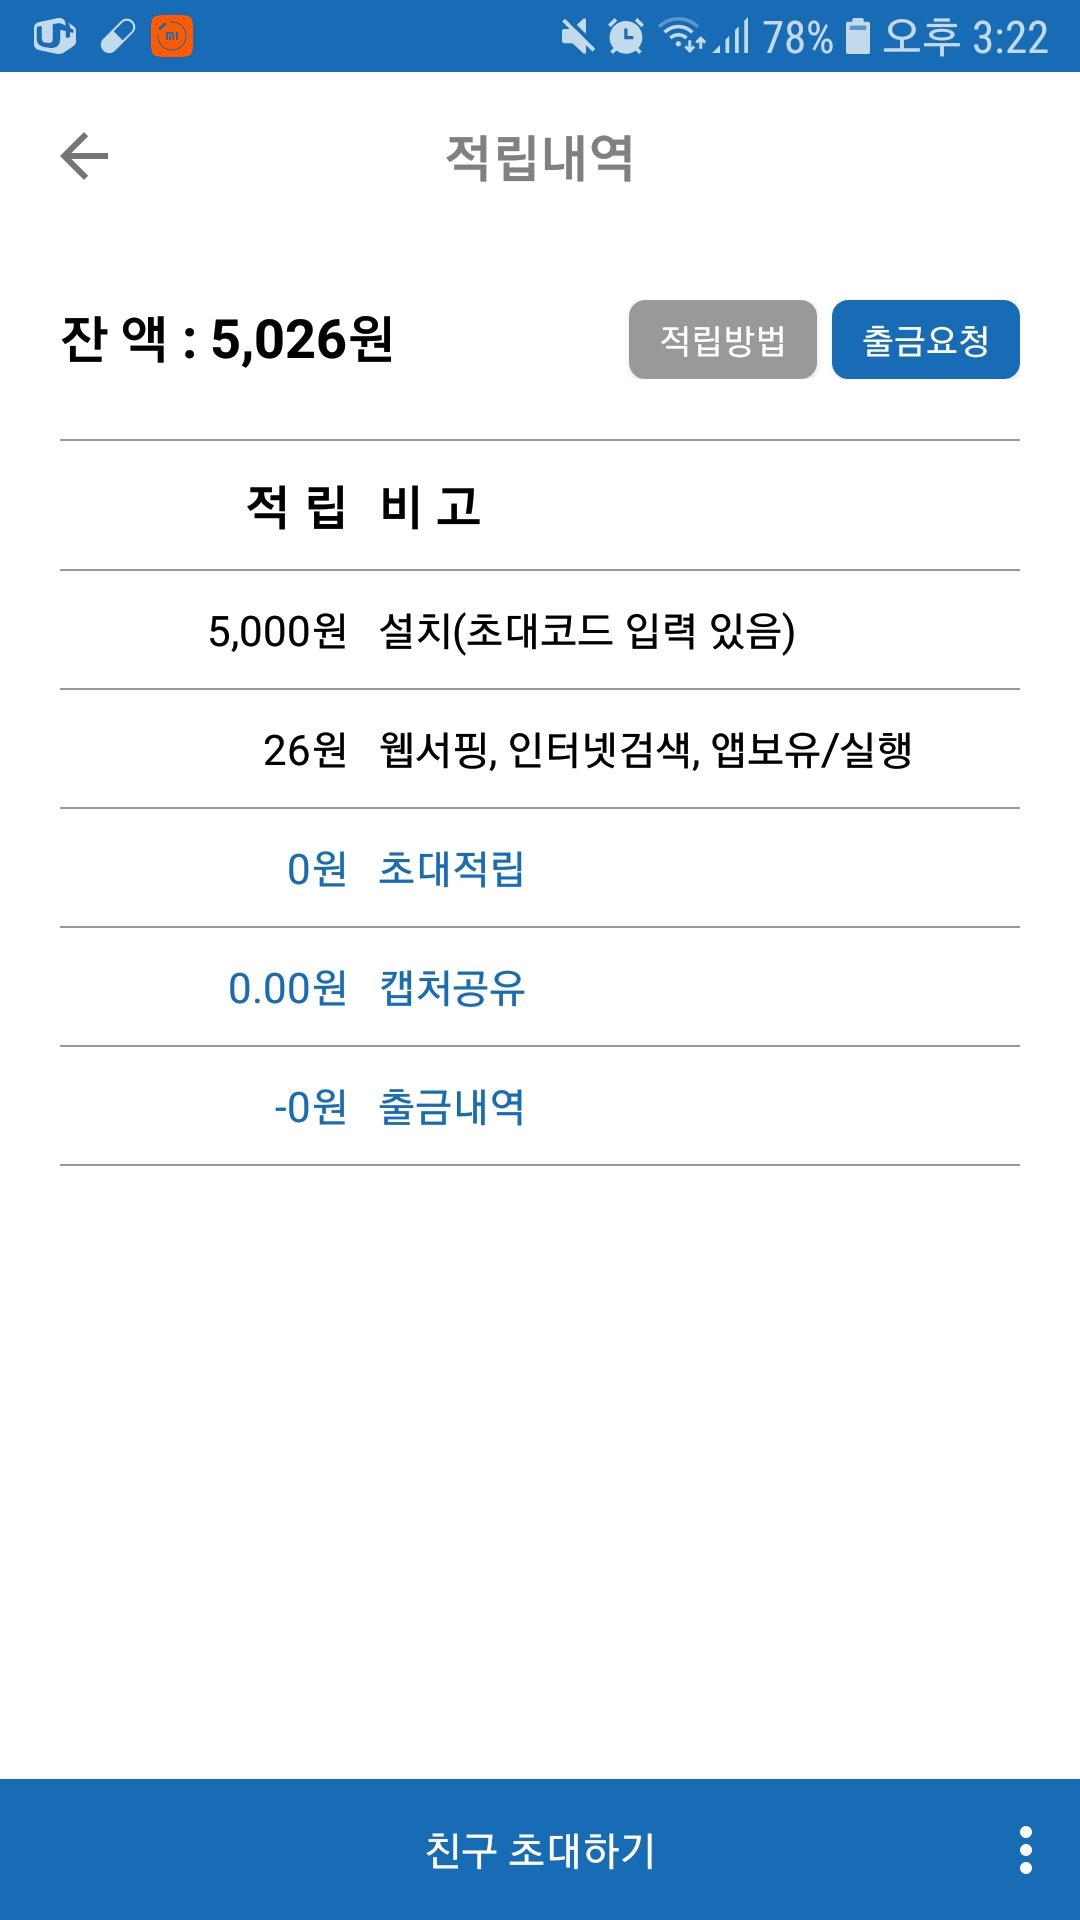 78% 오후 3:22
적립내역
잔 액 : 5,026원 적립방법 출금요청
적 립 비 고
5,000원 설치(초대코드 입력 있음)
26원 웹서핑, 인터넷검색, 앱보유/실행
0원 초대적립
0.00원 캡처공유
-0원 출금내역
친구 초대하기